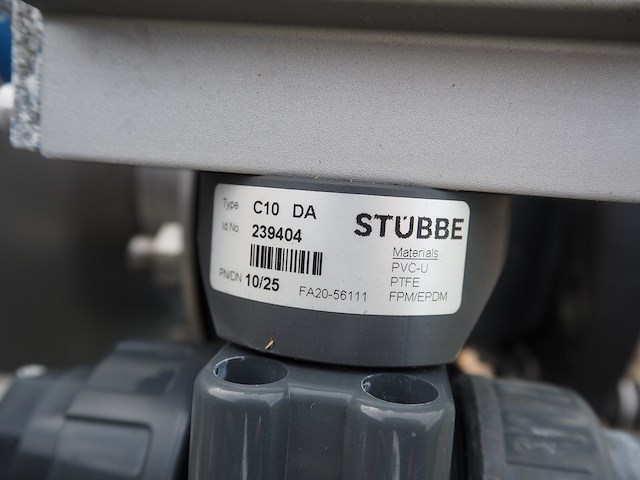 Type C10 DA
STÜBBE
Id No. 239404
PN/DN 10/25
FA20-56111
Materials
PVC-U
PTFE
FPM/EPDM